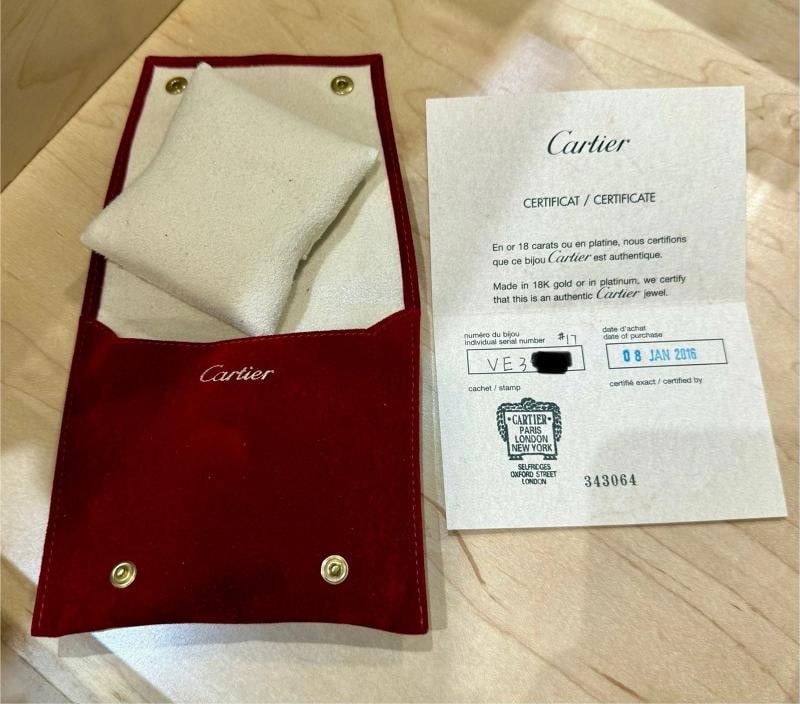 Cartier
Cartier
CERTIFICAT / CERTIFICATE
En or 18 carats ou en platine, nous certifions
que ce bijou Cartier est authentique.
Made in 18K gold or in platinum, we certify
that this is an authentic Cartier jewel.
numéro du bijou
individual serial number #17
VE3
date d'achat
date of purchase
08 JAN 2016
cachet / stamp
certifié exact / certified by
·CARTIER·
PARIS
LONDON
NEW YORK
SELFRIDGES
OXFORD STREET
LONDON
343064